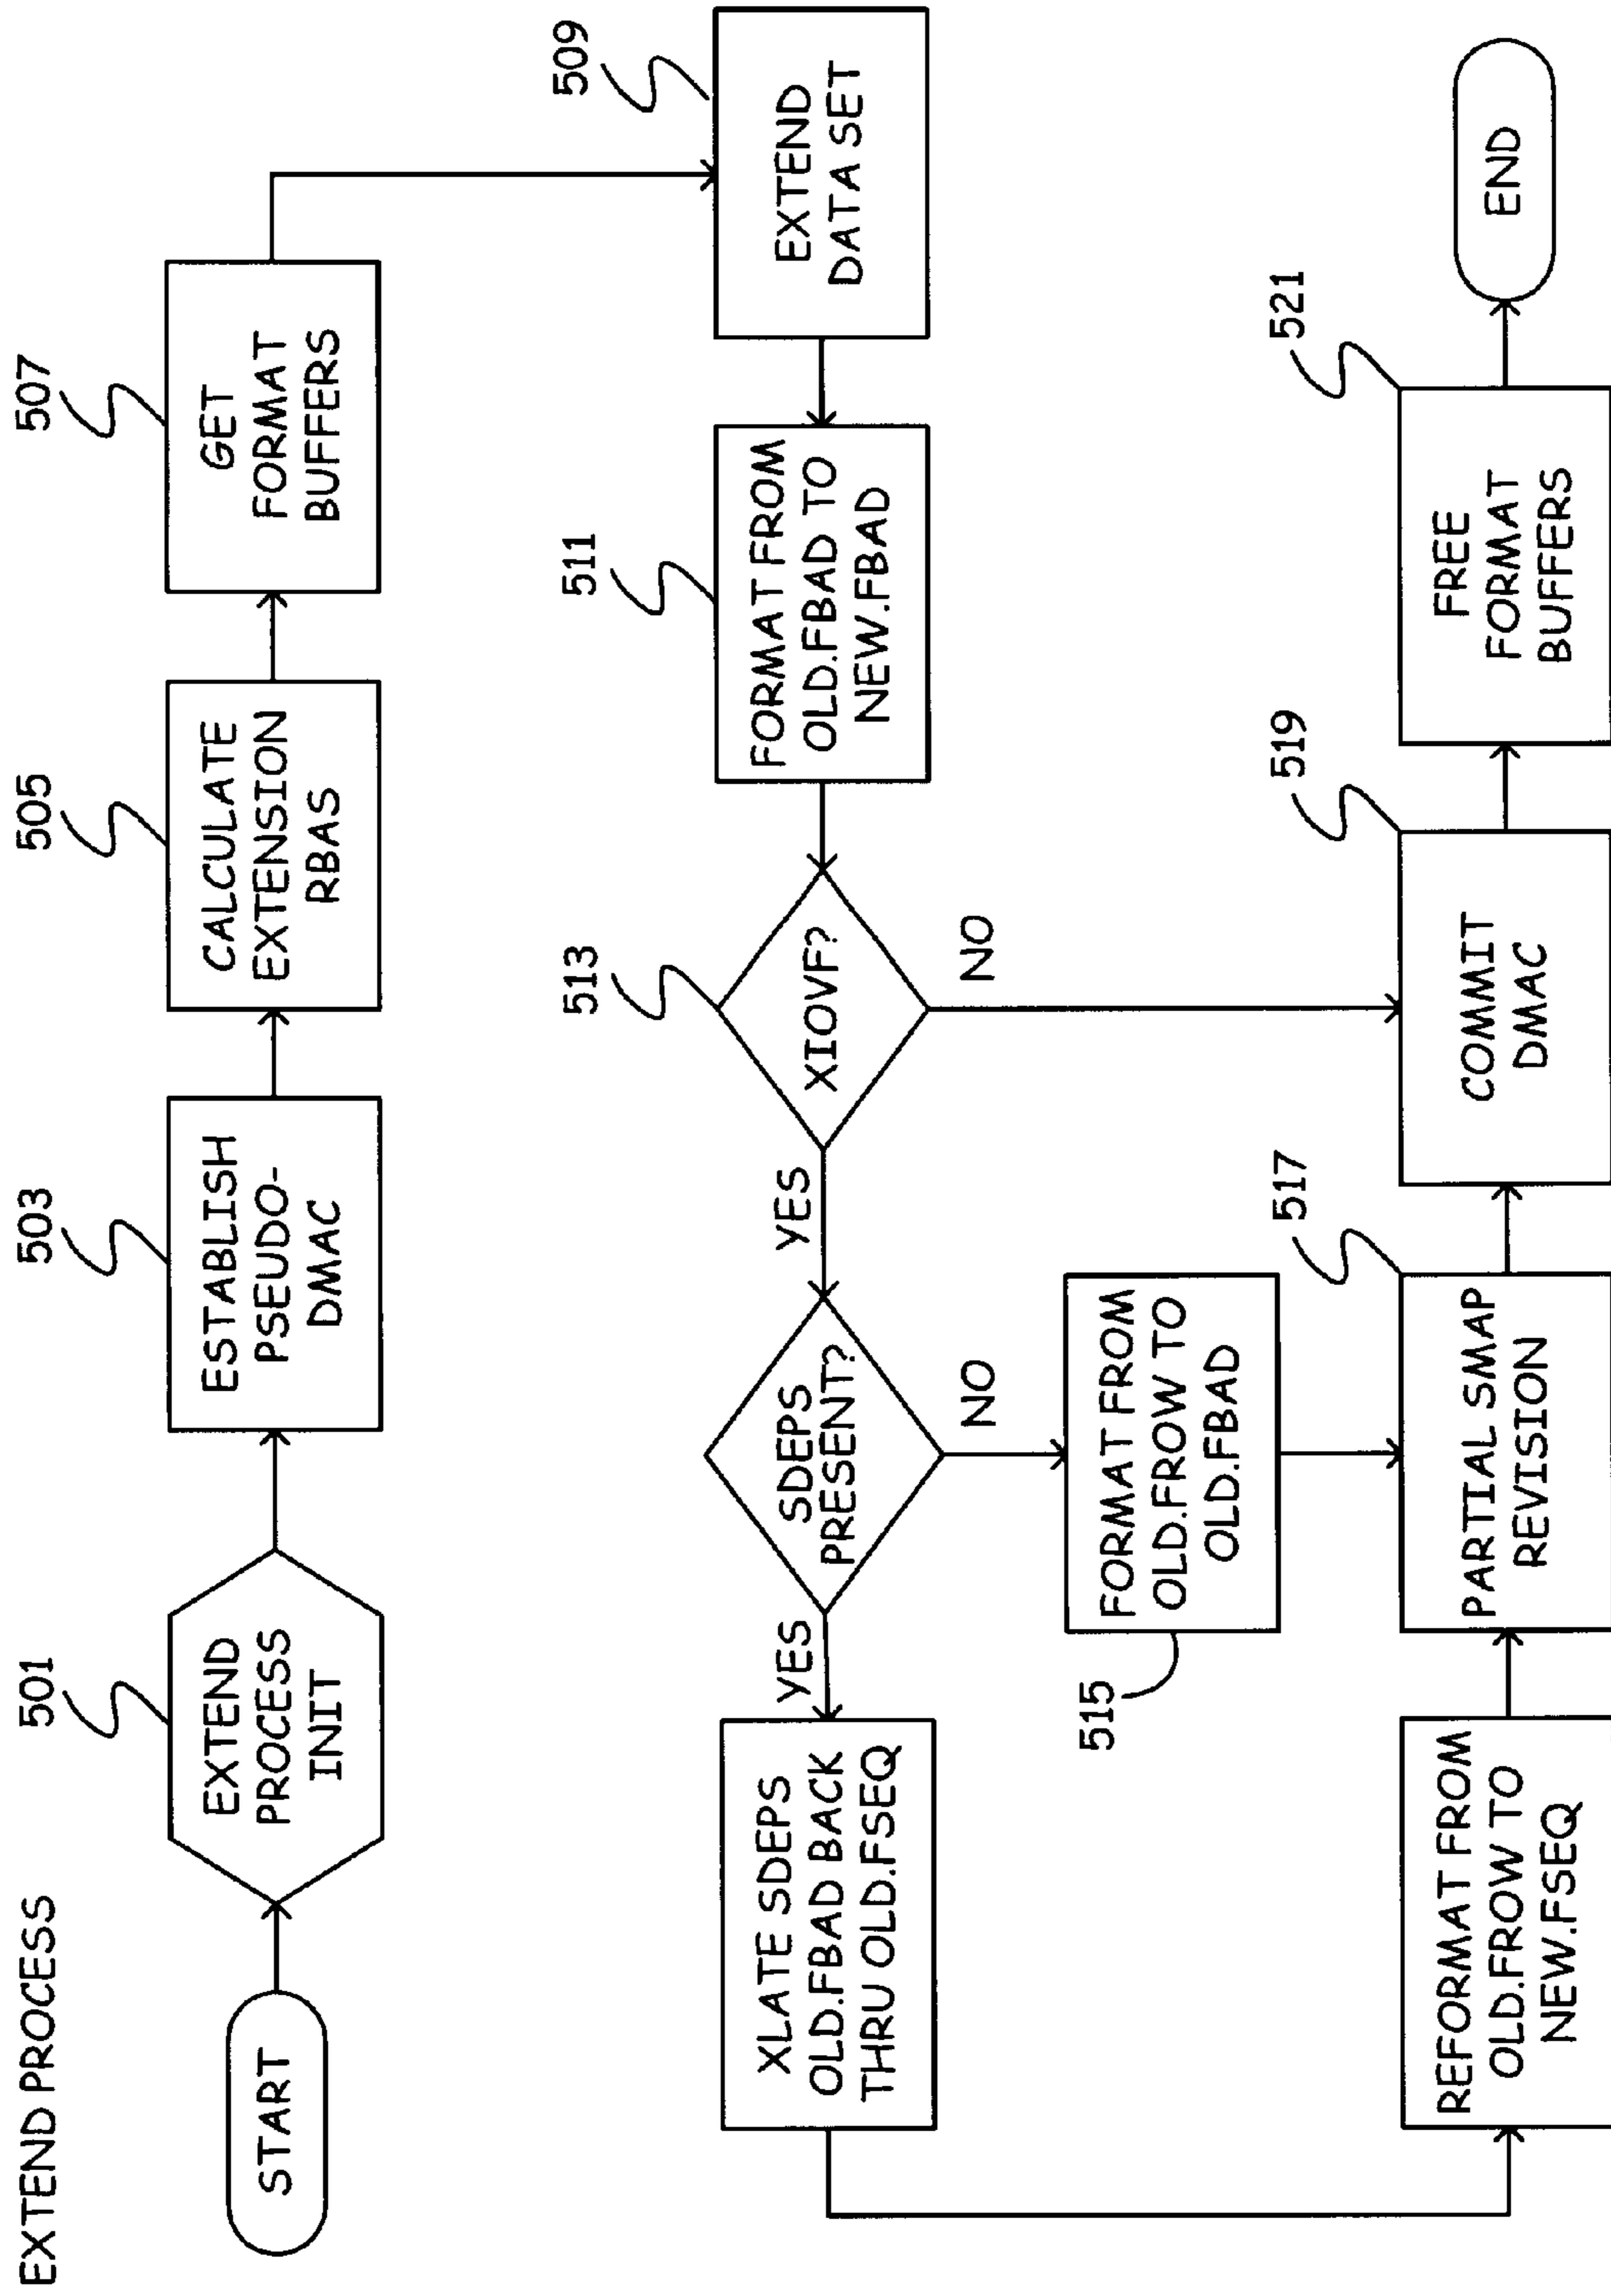 EXTEND PROCESS
START
501
EXTEND
PROCESS
INIT
503
ESTABLISH
PSEUDO-
DMAC
505
CALCULATE
EXTENSION
RBAS
507
GET
FORMAT
BUFFERS
509
EXTEND
DATA SET
511
FORMAT FROM
OLD.FBAD TO
NEW.FBAD
513
XIOVF?
NO
YES
SDEPS
PRESENT?
NO
YES
XLATE SDEPS
OLD.FBAD BACK
THRU OLD.FSEQ
515
FORMAT FROM
OLD.FROW TO
OLD.FBAD
REFORMAT FROM
OLD.FROW TO
NEW.FSEQ
517
PARTIAL SMAP
REVISION
519
COMMIT
DMAC
521
FREE
FORMAT
BUFFERS
END